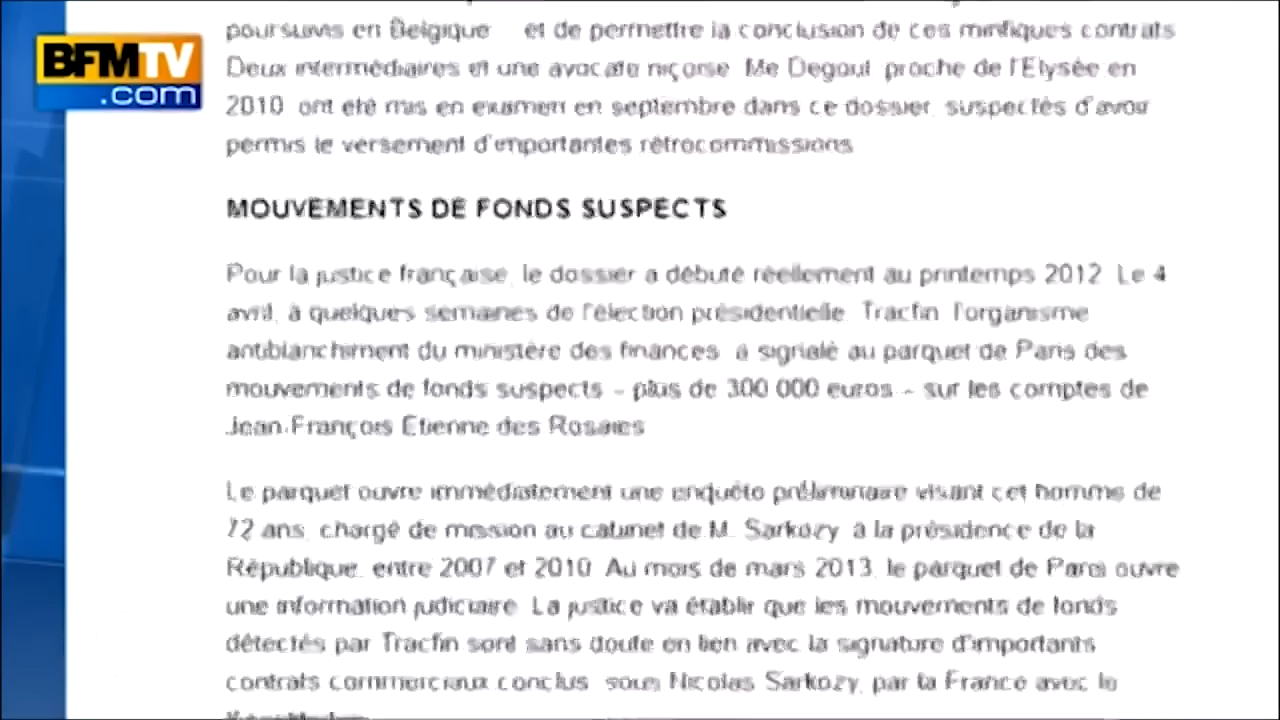 BFMTV
.com
poursuivis en Belgique et de permettre la conclusion de ces mirifiques contrats
Deux intermédiaires et une avocate niçoise Me Degoul proche de l'Elysée en
2010 ont été mis en examen en septembre dans ce dossier, suspectés d'avoir
permis le versement d'importantes rétrocommissions
MOUVEMENTS DE FONDS SUSPECTS
Pour la justice française, le dossier a débuté réellement au printemps 2012 Le 4
avril, à quelques semaines de l'élection présidentielle Tracfin l'organisme
antiblanchiment du ministère des finances a signalé au parquet de Paris des
mouvements de fonds suspects – plus de 300 000 euros – sur les comptes de
Jean-François Etienne des Rosaies
Le parquet ouvre immédiatement une enquête préliminaire visant cet homme de
72 ans, chargé de mission au cabinet de M. Sarkozy à la présidence de la
République, entre 2007 et 2010 Au mois de mars 2013, le parquet de Paris ouvre
une information judiciaire La justice va établir que les mouvements de fonds
détectés par Tracfin sont sans doute en lien avec la signature d'importants
contrats commerciaux conclus sous Nicolas Sarkozy, par la France avec le